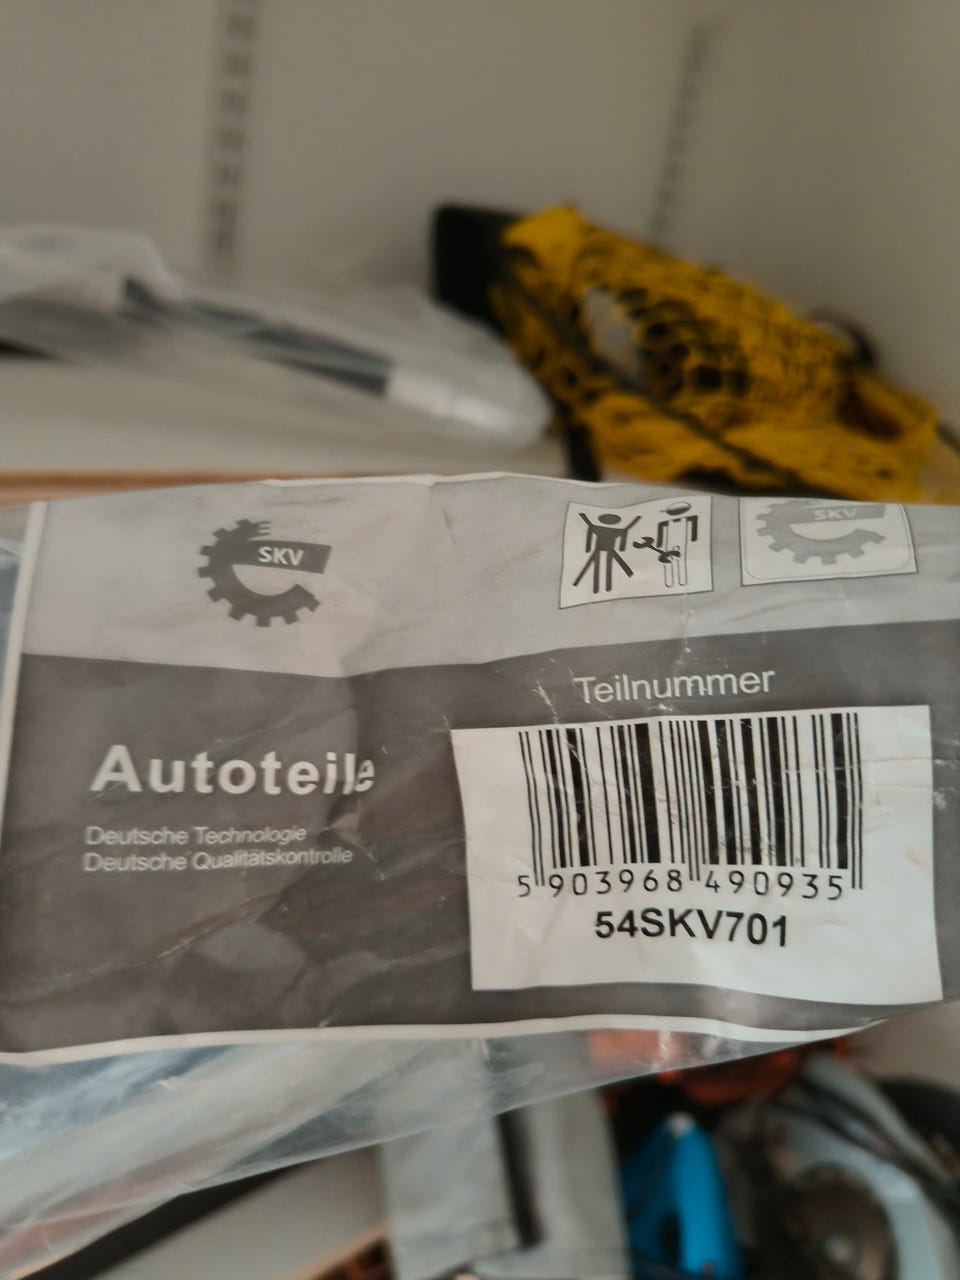 SKV
SKV
Teilnummer
Autoteile
Deutsche Technologie
Deutsche Qualitätskontrolle
5 903968 490935
54SKV701